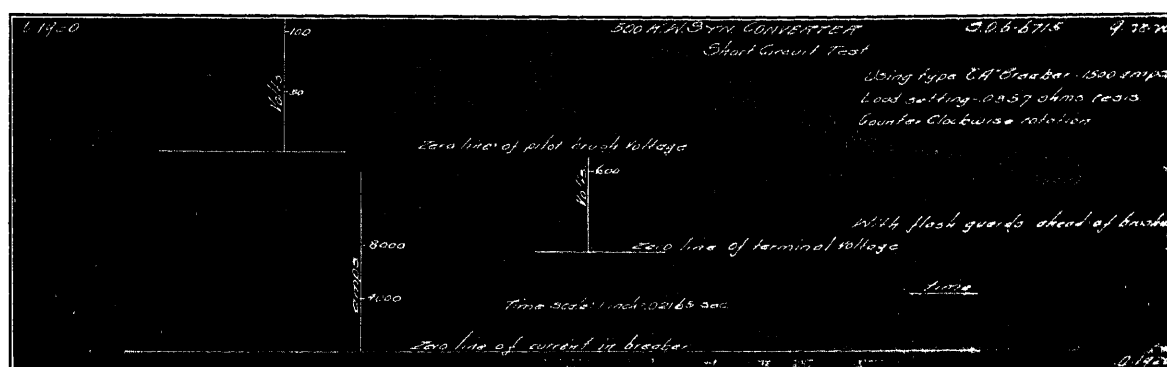 500 K.W. SYN. CONVERTER
Short Circuit Test
Using type "CA" Breaker-1500 amps
Load setting-.0357 ohms resis.
Counter Clockwise rotation
100
Volts
50
Zero line of pilot brush Voltage
600
Volts
With flash guards ahead of brushe
Zero line of terminal Voltage
8000
amps
4000
time
Time scale: 1 inch=.02165 sec.
Zero line of current in breaker